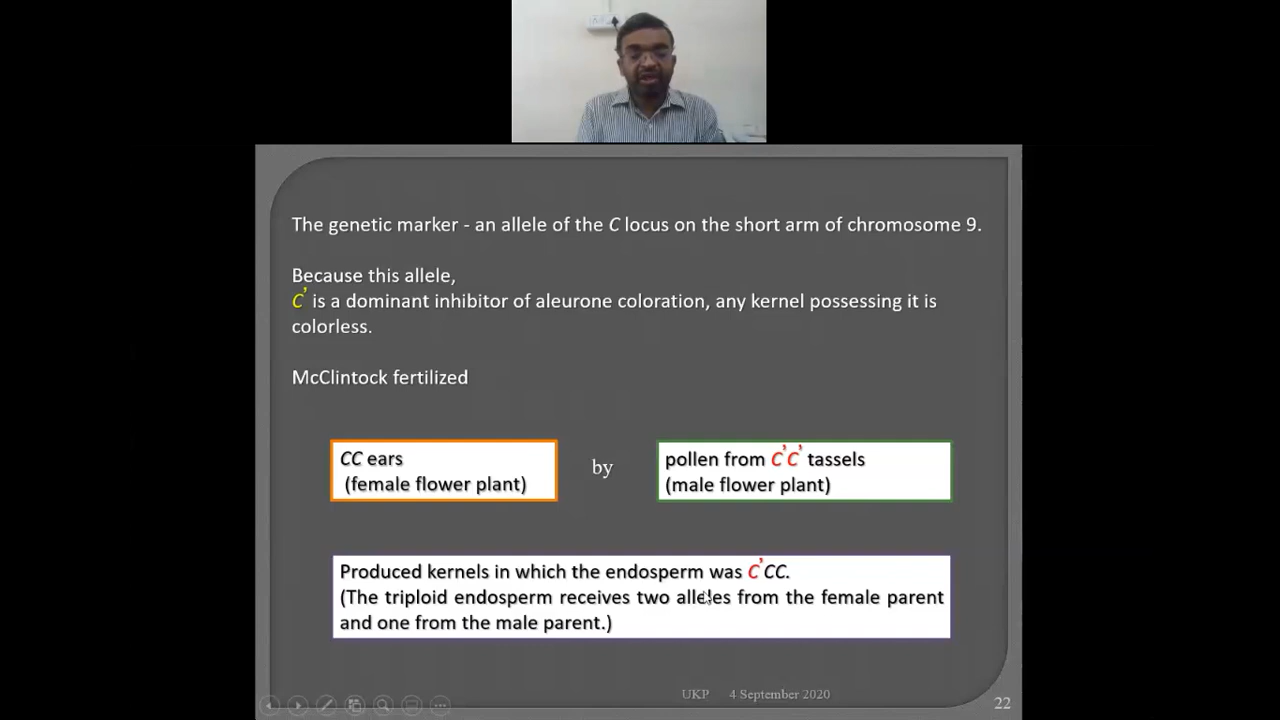 The genetic marker - an allele of the C locus on the short arm of chromosome 9.
Because this allele,
C' is a dominant inhibitor of aleurone coloration, any kernel possessing it is
colorless.
McClintock fertilized
CC ears
(female flower plant)
by
pollen from C'C' tassels
(male flower plant)
Produced kernels in which the endosperm was C'CC.
(The triploid endosperm receives two alleles from the female parent
and one from the male parent.)
UKP 4 September 2020
22